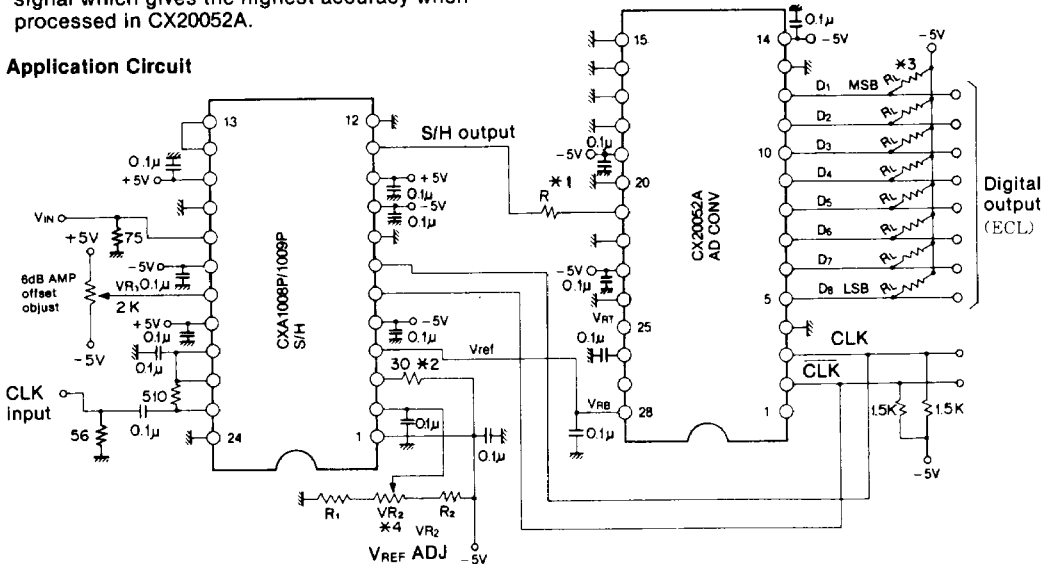 signal which gives the highest accuracy when
processed in CX20052A.
Application Circuit
13
12
0.1μ
+5V
VIN
75
+5V
6dB AMP
offset
objust
-5V
-5V
0.1μ
VR1
2K
+5V
0.1μ
0.1μ
CLK
input
510
56
0.1μ
24
CXA1008P/1009P
S/H
S/H output
+5V
0.1μ
-5V
0.1μ
-5V
0.1μ
Vref
30 *2
1
0.1μ
0.1μ
R1
VR2
*4
R2
VR2
VREF ADJ
-5V
R
*1
15
14
0.1μ
-5V
0.1μ
-5V
20
-5V
0.1μ
VRT
25
0.1μ
VRB
28
0.1μ
CX20052A
AD CONV
10
5
1
-5V
*3
D1 MSB RL
D2 RL
D3 RL
D4 RL
D5 RL
D6 RL
D7 RL
D8 LSB RL
Digital
output
(ECL)
CLK
CLK
1.5K
1.5K
-5V